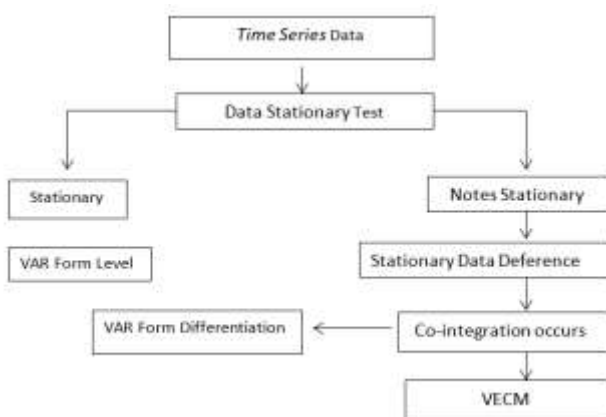 Time Series Data
Data Stationary Test
Stationary
Notes Stationary
VAR Form Level
Stationary Data Deference
VAR Form Differentiation
Co-integration occurs
VECM